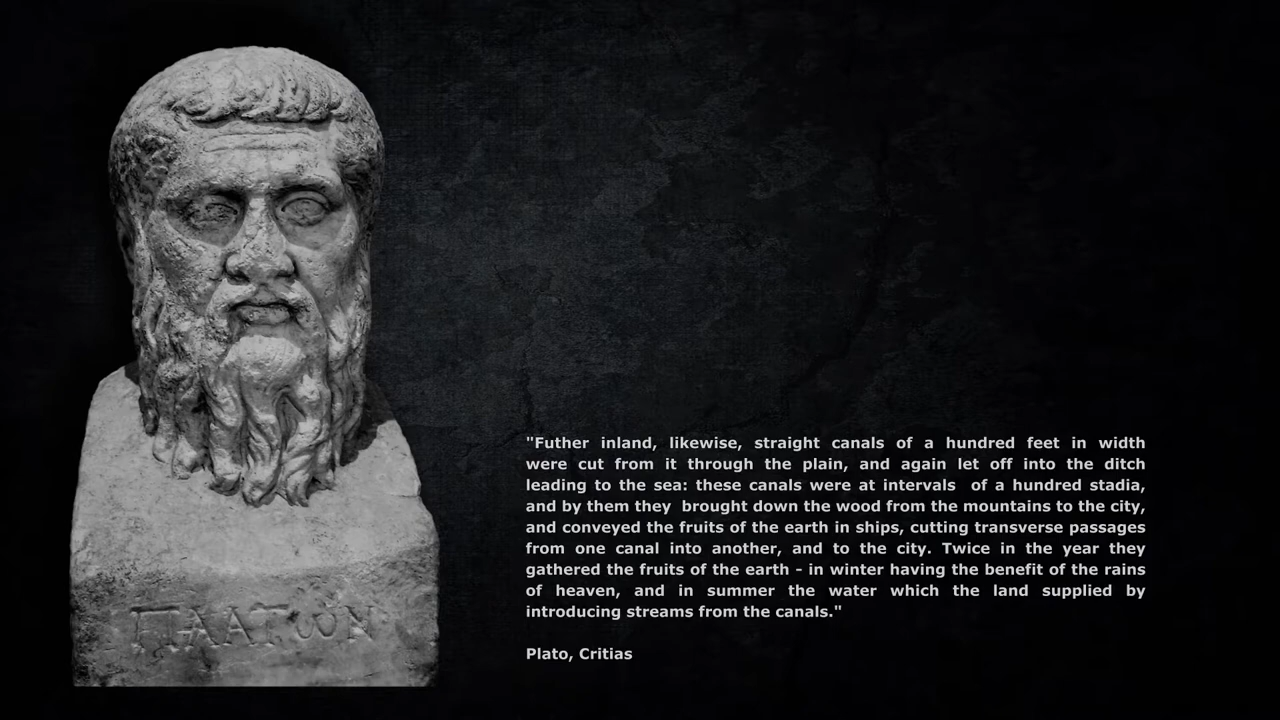 ΠΛΑΤωΝ
"Futher inland, likewise, straight canals of a hundred feet in width
were cut from it through the plain, and again let off into the ditch
leading to the sea: these canals were at intervals of a hundred stadia,
and by them they brought down the wood from the mountains to the city,
and conveyed the fruits of the earth in ships, cutting transverse passages
from one canal into another, and to the city. Twice in the year they
gathered the fruits of the earth - in winter having the benefit of the rains
of heaven, and in summer the water which the land supplied by
introducing streams from the canals."
Plato, Critias